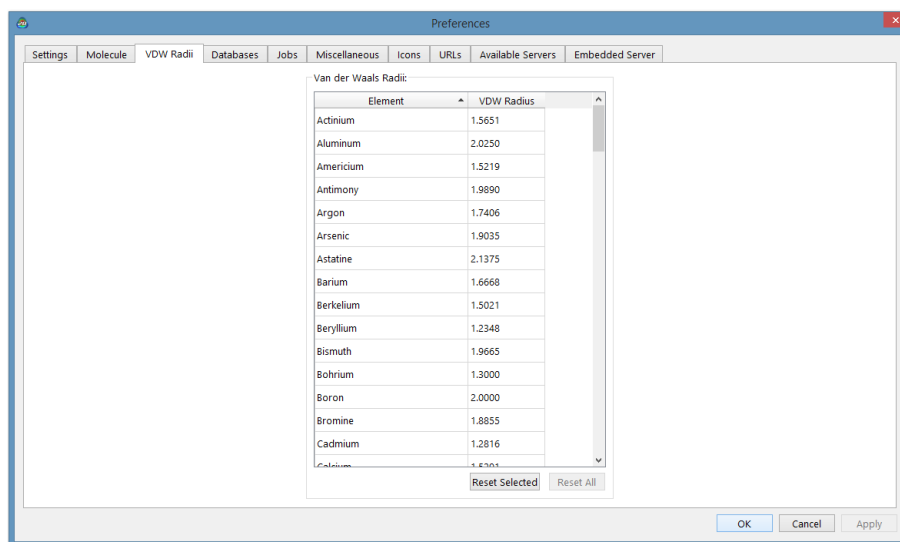 Preferences
Settings Molecule VDW Radii Databases Jobs Miscellaneous Icons URLs Available Servers Embedded Server
Van der Waals Radii:
Element VDW Radius
Actinium 1.5651
Aluminum 2.0250
Americium 1.5219
Antimony 1.9890
Argon 1.7406
Arsenic 1.9035
Astatine 2.1375
Barium 1.6668
Berkelium 1.5021
Beryllium 1.2348
Bismuth 1.9665
Bohrium 1.3000
Boron 2.0000
Bromine 1.8855
Cadmium 1.2816
Calcium
Reset Selected Reset All
OK Cancel Apply